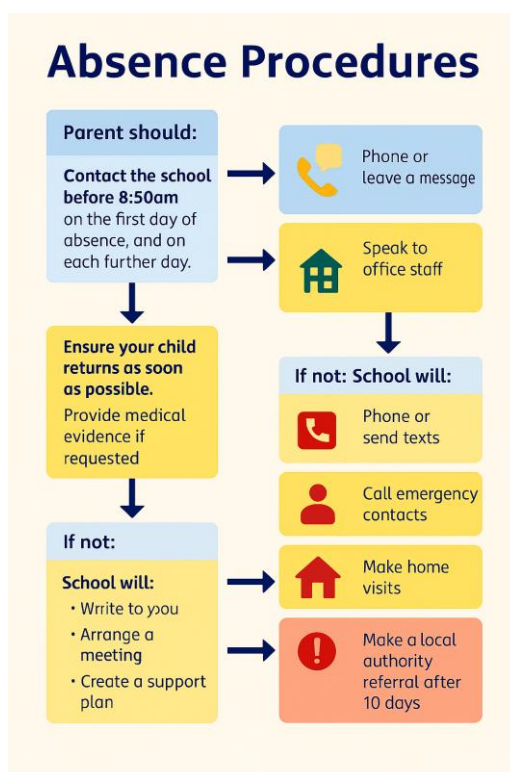 Absence Procedures
Parent should:
Contact the school
before 8:50am
on the first day of
absence, and on
each further day.
Phone or
leave a message
Speak to
office staff
Ensure your child
returns as soon
as possible.
Provide medical
evidence if
requested
If not: School will:
Phone or
send texts
Call emergency
contacts
Make home
visits
Make a local
authority
referral after
10 days
If not:
School will:
• Write to you
• Arrange a
meeting
• Create a support
plan